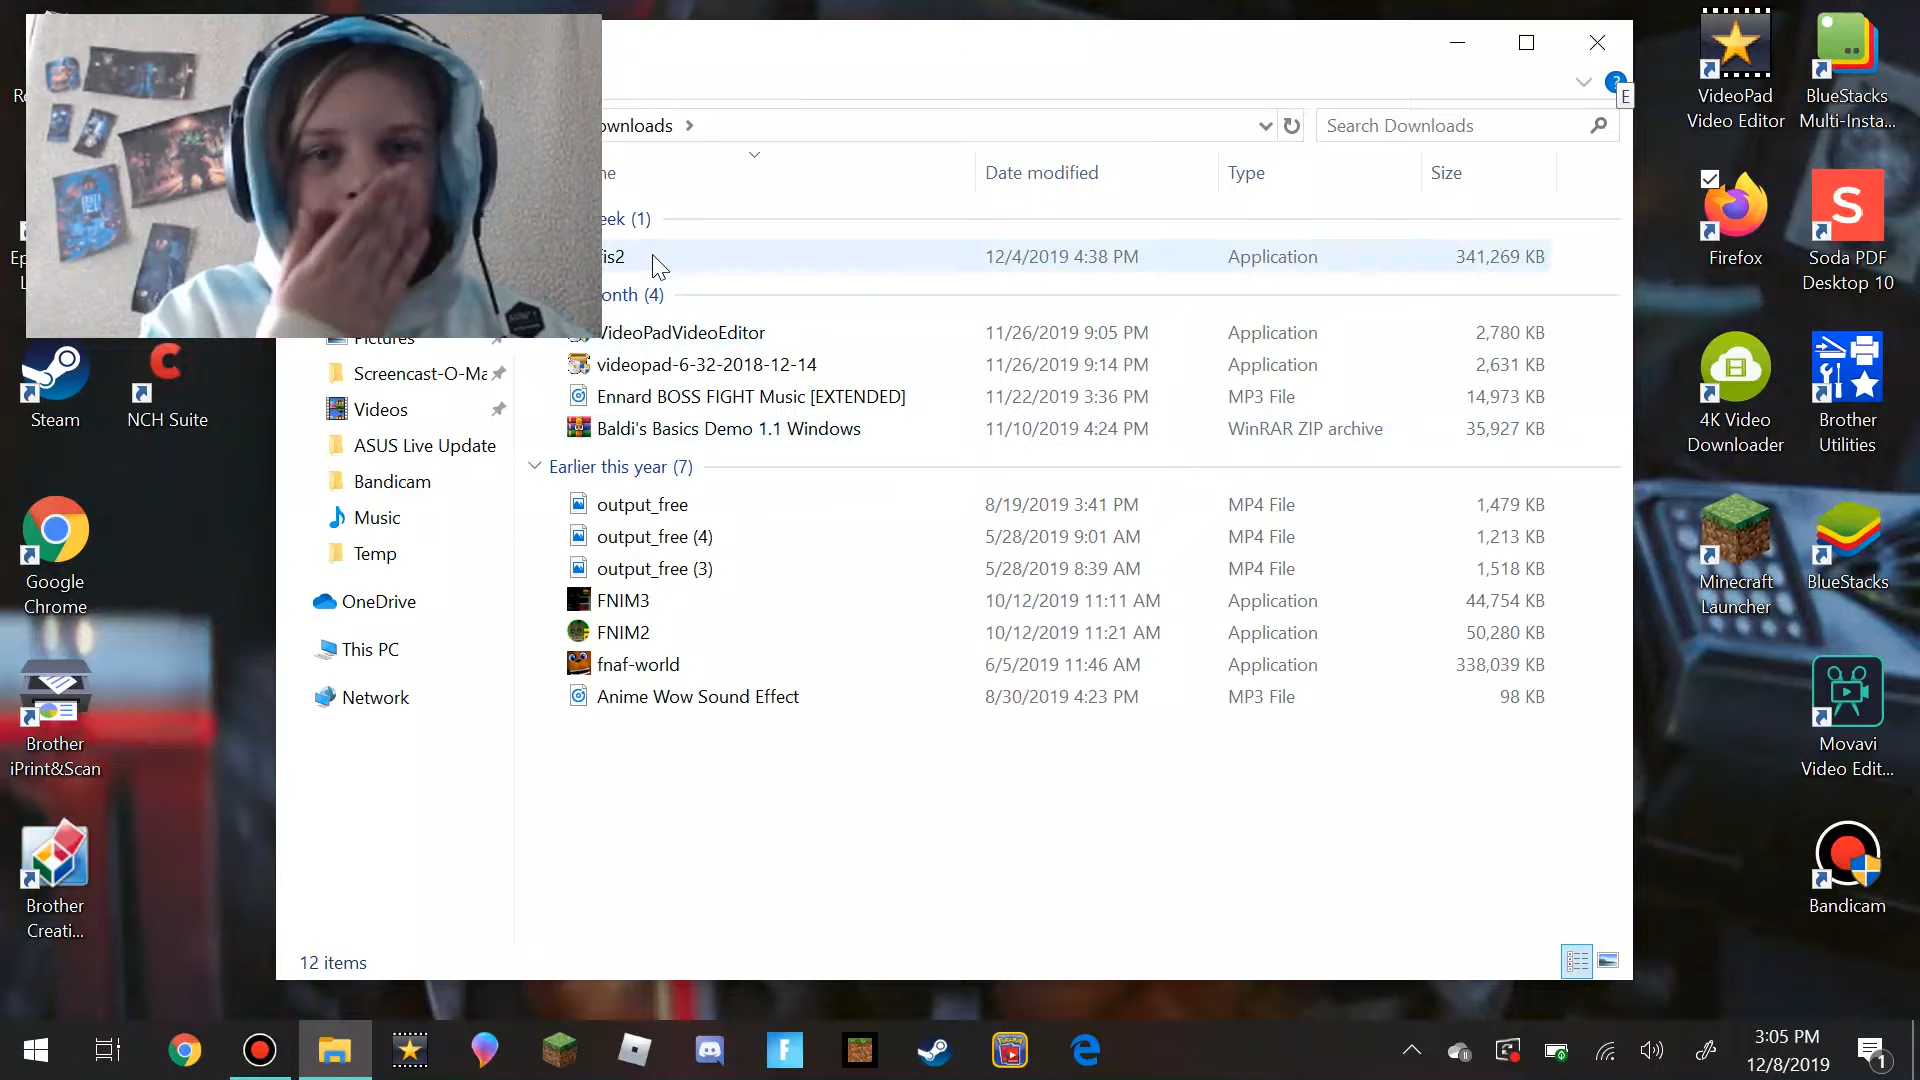 ownloads
Search Downloads
E
ne
Date modified
Type
Size
eek (1)
fis2
12/4/2019 4:38 PM
Application
341,269 KB
onth (4)
VideoPadVideoEditor
11/26/2019 9:05 PM
Application
2,780 KB
videopad-6-32-2018-12-14
11/26/2019 9:14 PM
Application
2,631 KB
Ennard BOSS FIGHT Music [EXTENDED]
11/22/2019 3:36 PM
MP3 File
14,973 KB
Baldi's Basics Demo 1.1 Windows
11/10/2019 4:24 PM
WinRAR ZIP archive
35,927 KB
Earlier this year (7)
output_free
8/19/2019 3:41 PM
MP4 File
1,479 KB
output_free (4)
5/28/2019 9:01 AM
MP4 File
1,213 KB
output_free (3)
5/28/2019 8:39 AM
MP4 File
1,518 KB
FNIM3
10/12/2019 11:11 AM
Application
44,754 KB
FNIM2
10/12/2019 11:21 AM
Application
50,280 KB
fnaf-world
6/5/2019 11:46 AM
Application
338,039 KB
Anime Wow Sound Effect
8/30/2019 4:23 PM
MP3 File
98 KB
Pictures
Screencast-O-Ma
Videos
ASUS Live Update
Bandicam
Music
Temp
OneDrive
This PC
Network
12 items
Re
Ep
L
Steam
NCH Suite
Google
Chrome
Brother
iPrint&Scan
Brother
Creati...
VideoPad
Video Editor
BlueStacks
Multi-Insta...
Firefox
Soda PDF
Desktop 10
4K Video
Downloader
Brother
Utilities
Minecraft
Launcher
BlueStacks
Movavi
Video Edit...
Bandicam
3:05 PM
12/8/2019
1